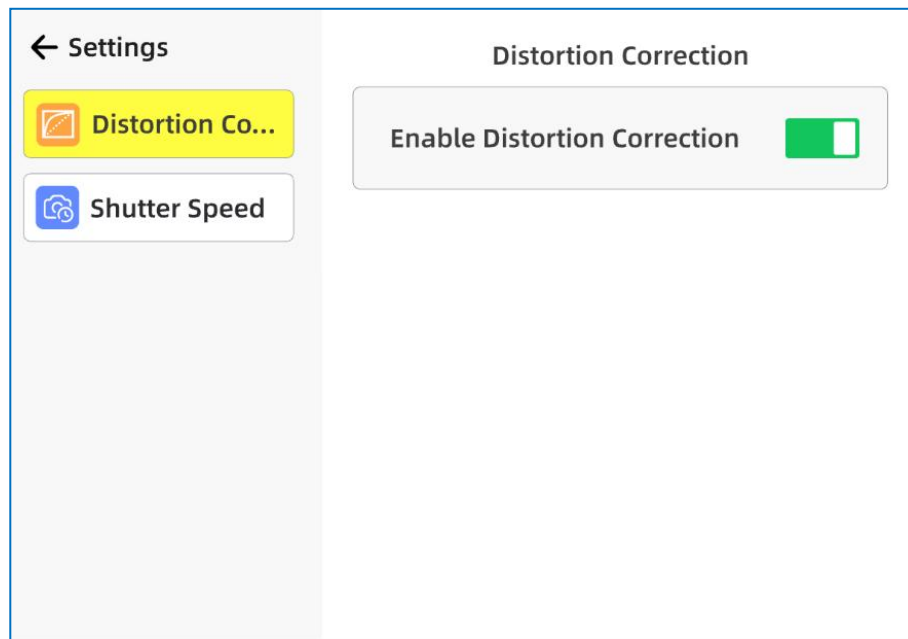 Settings
Distortion Co...
Shutter Speed
Distortion Correction
Enable Distortion Correction